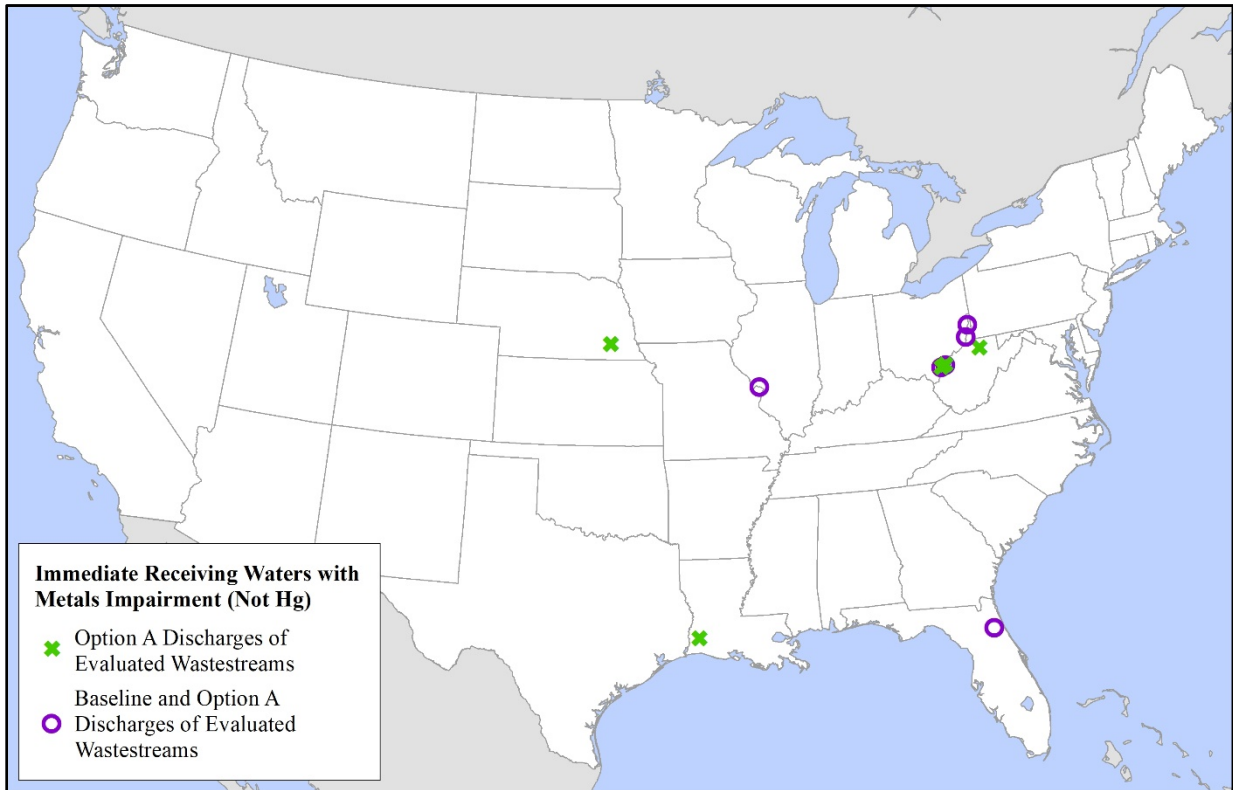 Immediate Receiving Waters with
Metals Impairment (Not Hg)
Option A Discharges of
Evaluated Wastestreams
Baseline and Option A
Discharges of Evaluated
Wastestreams